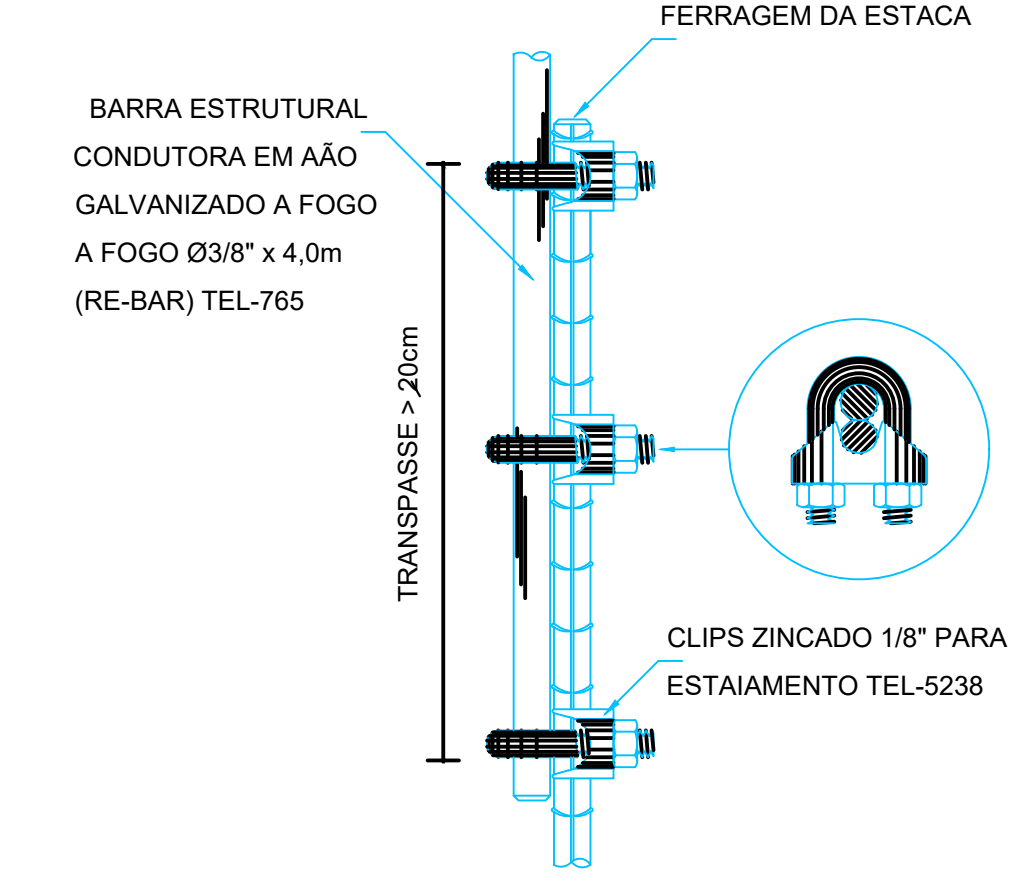 FERRAGEM DA ESTACA
BARRA ESTRUTURAL
CONDUTORA EM AÃO
GALVANIZADO A FOGO
A FOGO Ø3/8" x 4,0m
(RE-BAR) TEL-765
TRANSPASSE > 20cm
CLIPS ZINCADO 1/8" PARA
ESTAIAMENTO TEL-5238